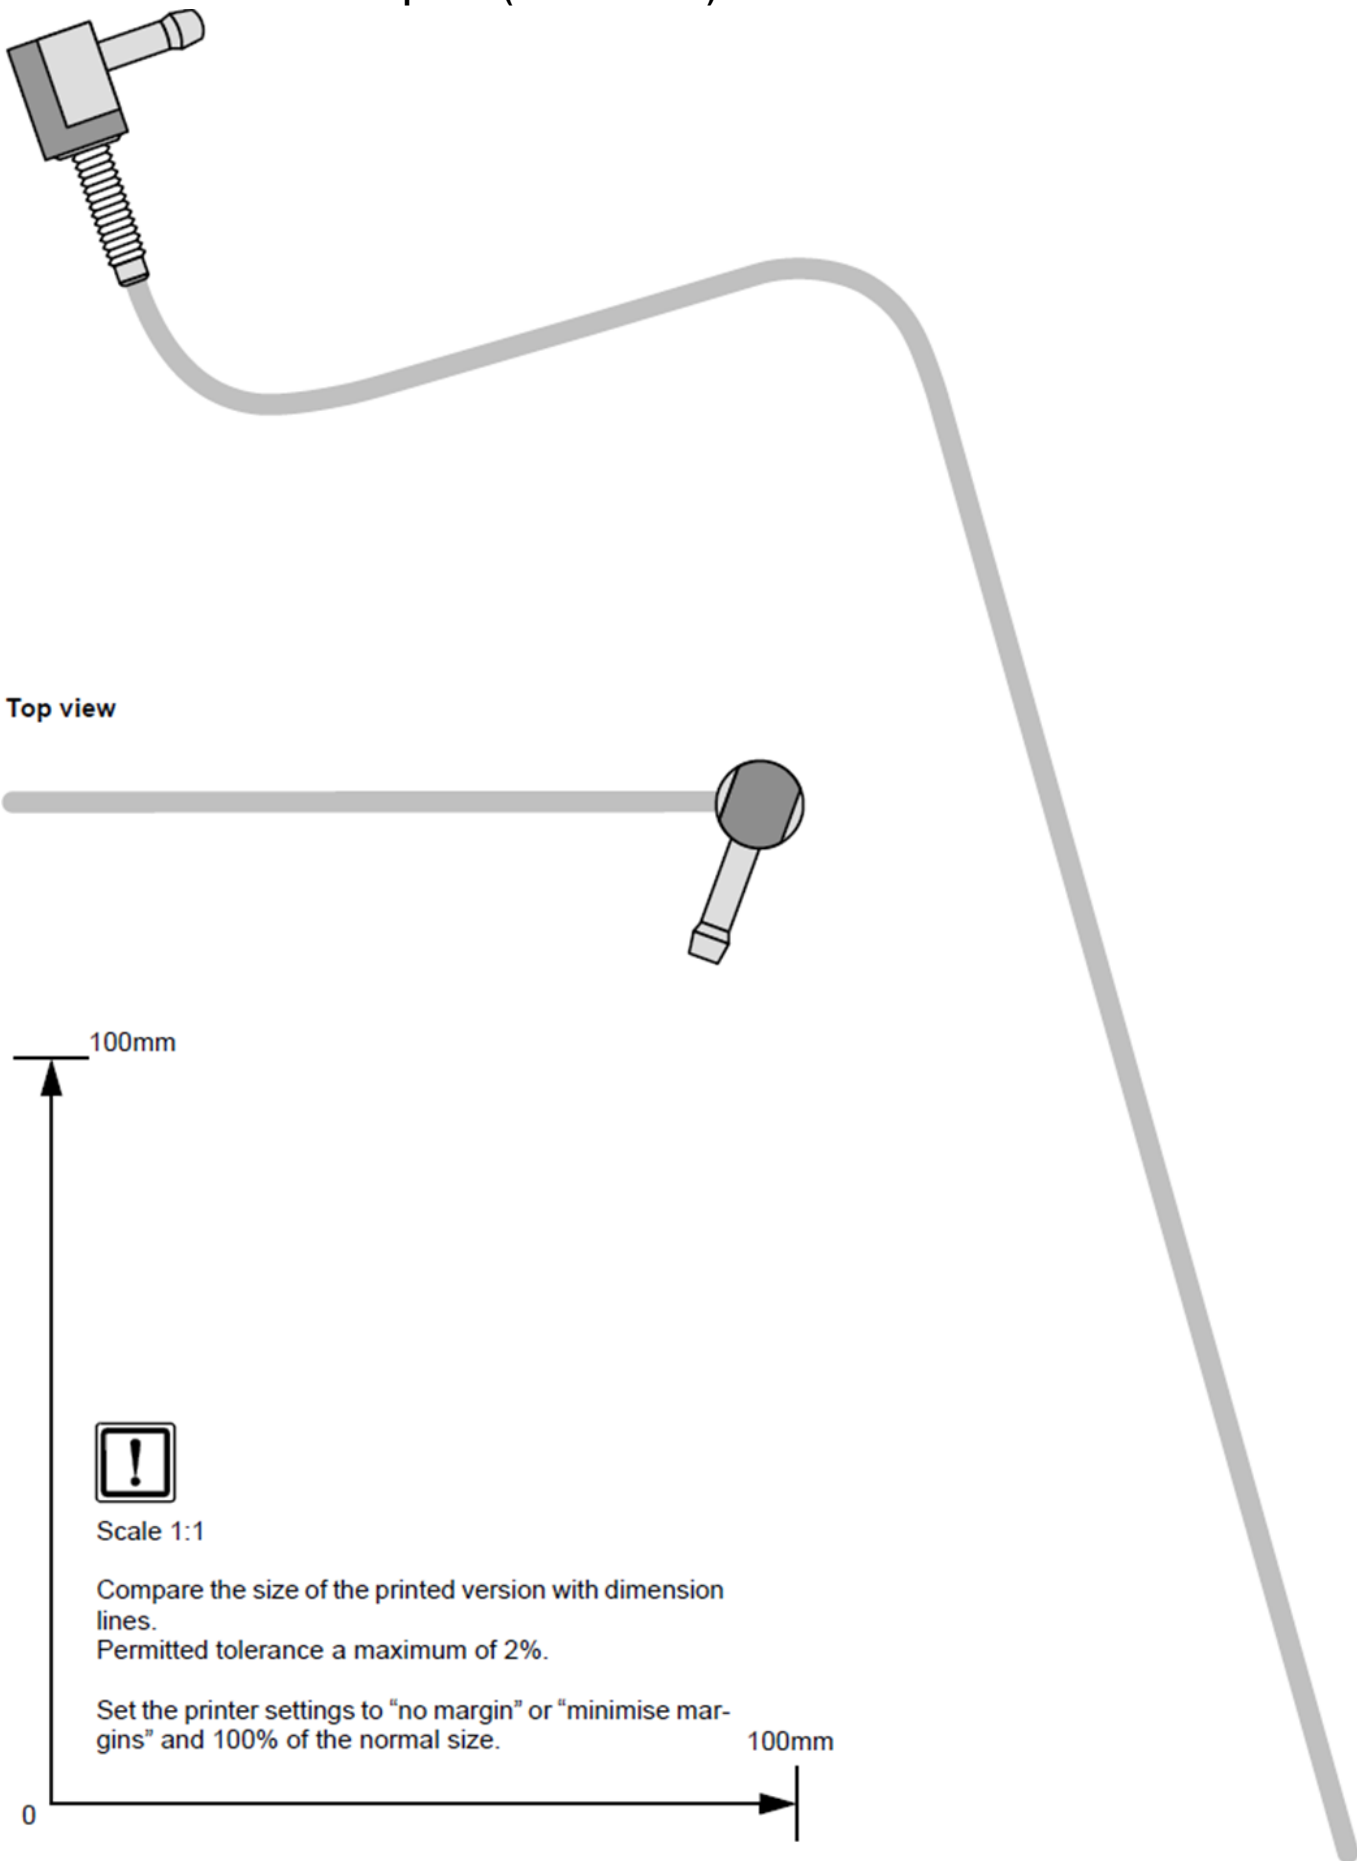 Top view
100mm
!
Scale 1:1
Compare the size of the printed version with dimension
lines.
Permitted tolerance a maximum of 2%.
Set the printer settings to “no margin” or “minimise mar-
gins” and 100% of the normal size.
100mm
0